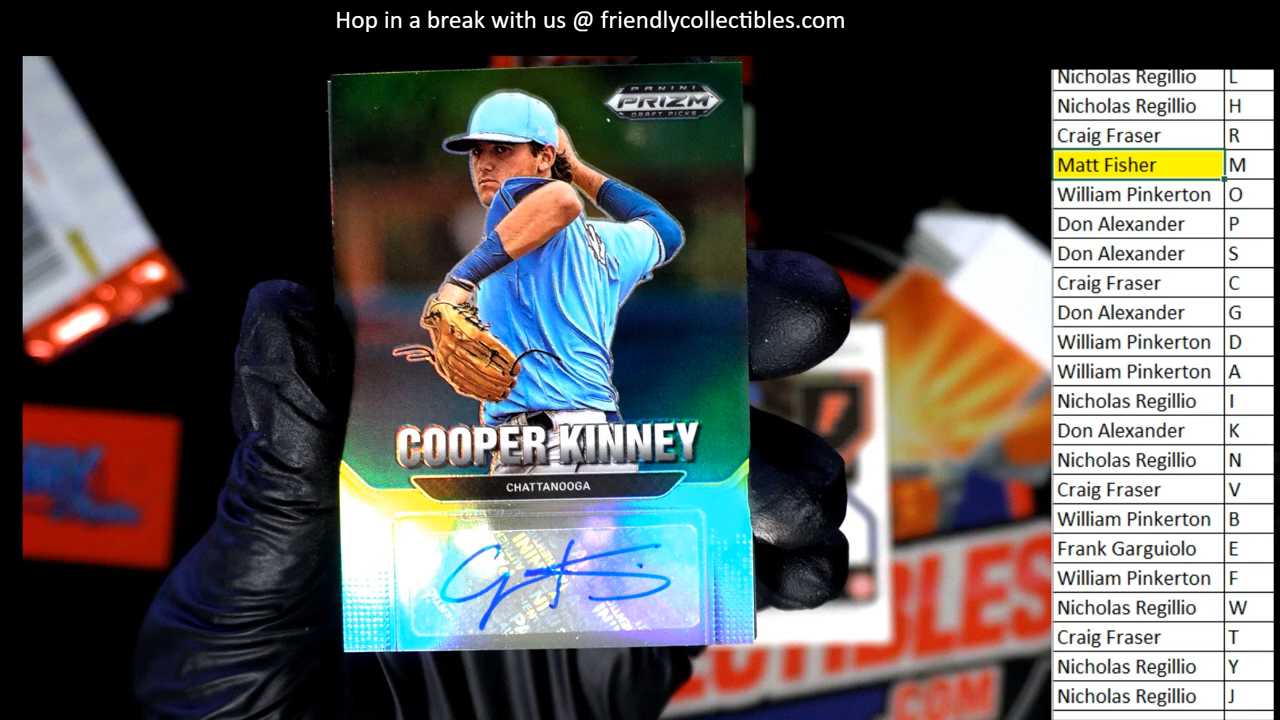 Hop in a break with us @ friendlycollectibles.com
PANINI
PRIZM
DRAFT PICKS
COOPER KINNEY
CHATTANOOGA
Nicholas Regillio L
Nicholas Regillio H
Craig Fraser R
Matt Fisher M
William Pinkerton O
Don Alexander P
Don Alexander S
Craig Fraser C
Don Alexander G
William Pinkerton D
William Pinkerton A
Nicholas Regillio I
Don Alexander K
Nicholas Regillio N
Craig Fraser V
William Pinkerton B
Frank Garguiolo E
William Pinkerton F
Nicholas Regillio W
Craig Fraser T
Nicholas Regillio Y
Nicholas Regillio J